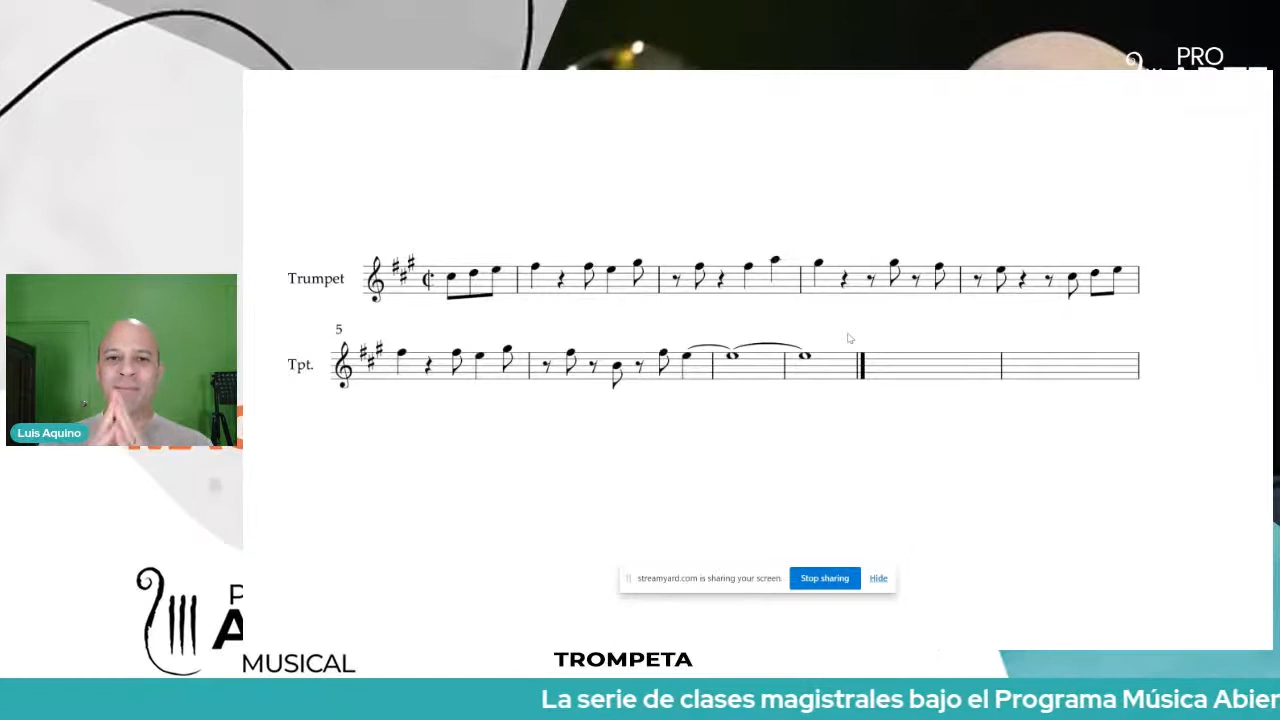 PRO
Trumpet
5
Tpt.
Luis Aquino
streamyard.com is sharing your screen. Stop sharing Hide
MUSICAL
TROMPETA
La serie de clases magistrales bajo el Programa Música Abier